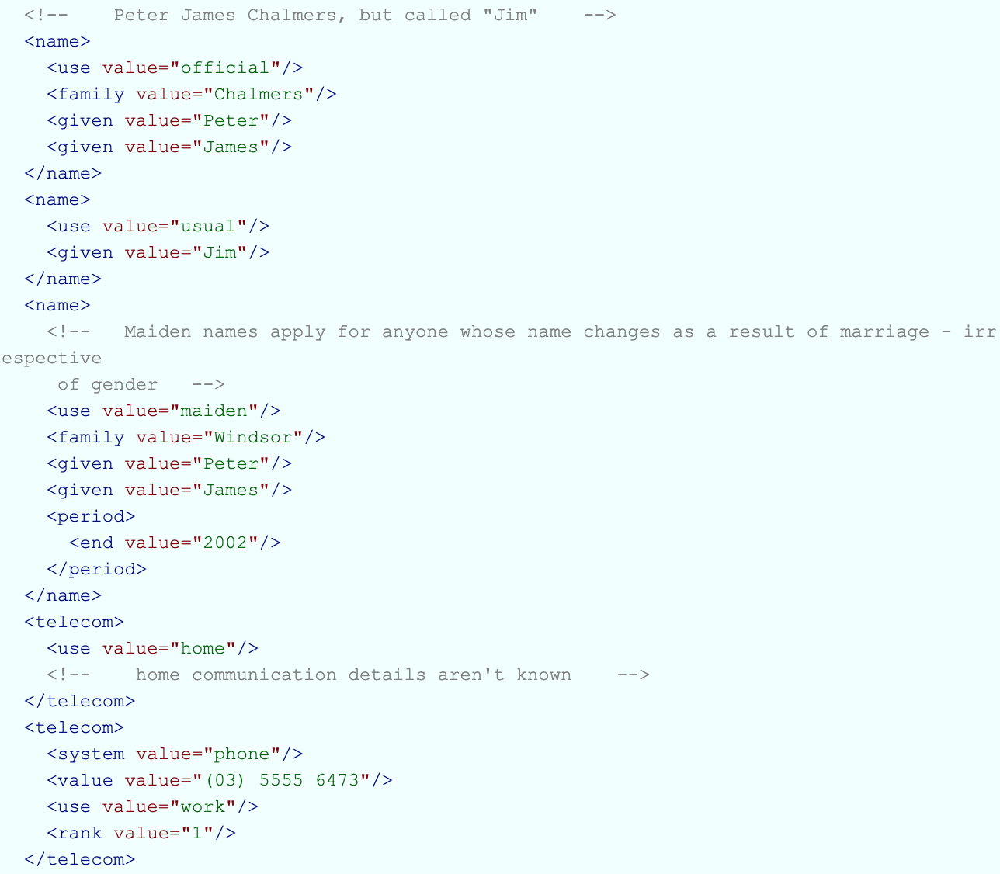 <!--    Peter James Chalmers, but called "Jim"    -->
  <name>
    <use value="official"/>
    <family value="Chalmers"/>
    <given value="Peter"/>
    <given value="James"/>
  </name>
  <name>
    <use value="usual"/>
    <given value="Jim"/>
  </name>
  <name>
    <!--   Maiden names apply for anyone whose name changes as a result of marriage - irr
espective
     of gender   -->
    <use value="maiden"/>
    <family value="Windsor"/>
    <given value="Peter"/>
    <given value="James"/>
    <period>
      <end value="2002"/>
    </period>
  </name>
  <telecom>
    <use value="home"/>
    <!--    home communication details aren't known    -->
  </telecom>
  <telecom>
    <system value="phone"/>
    <value value="(03) 5555 6473"/>
    <use value="work"/>
    <rank value="1"/>
  </telecom>